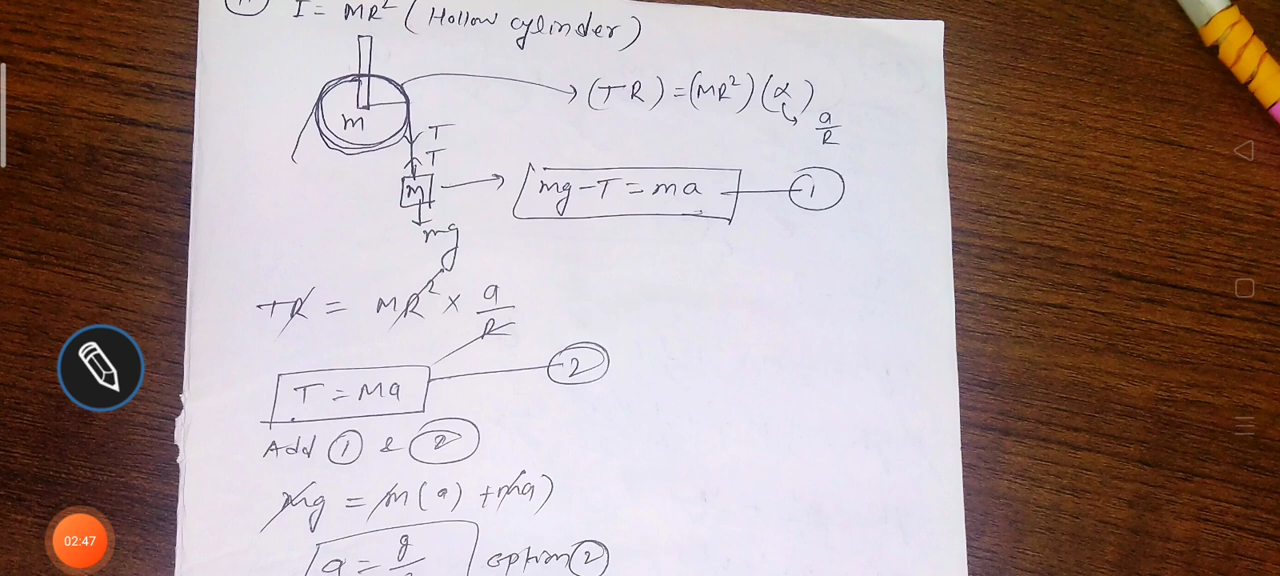 I = MR² (Hollow cylinder)
m
(TR) = (MR²) (α)
a/R
T
T
m
mg - T = ma
1
mg
TR = MR² × a/R
T = Ma
2
Add 1 & 2
mg = m(a) + ma)
a = g/
option 2
02:47